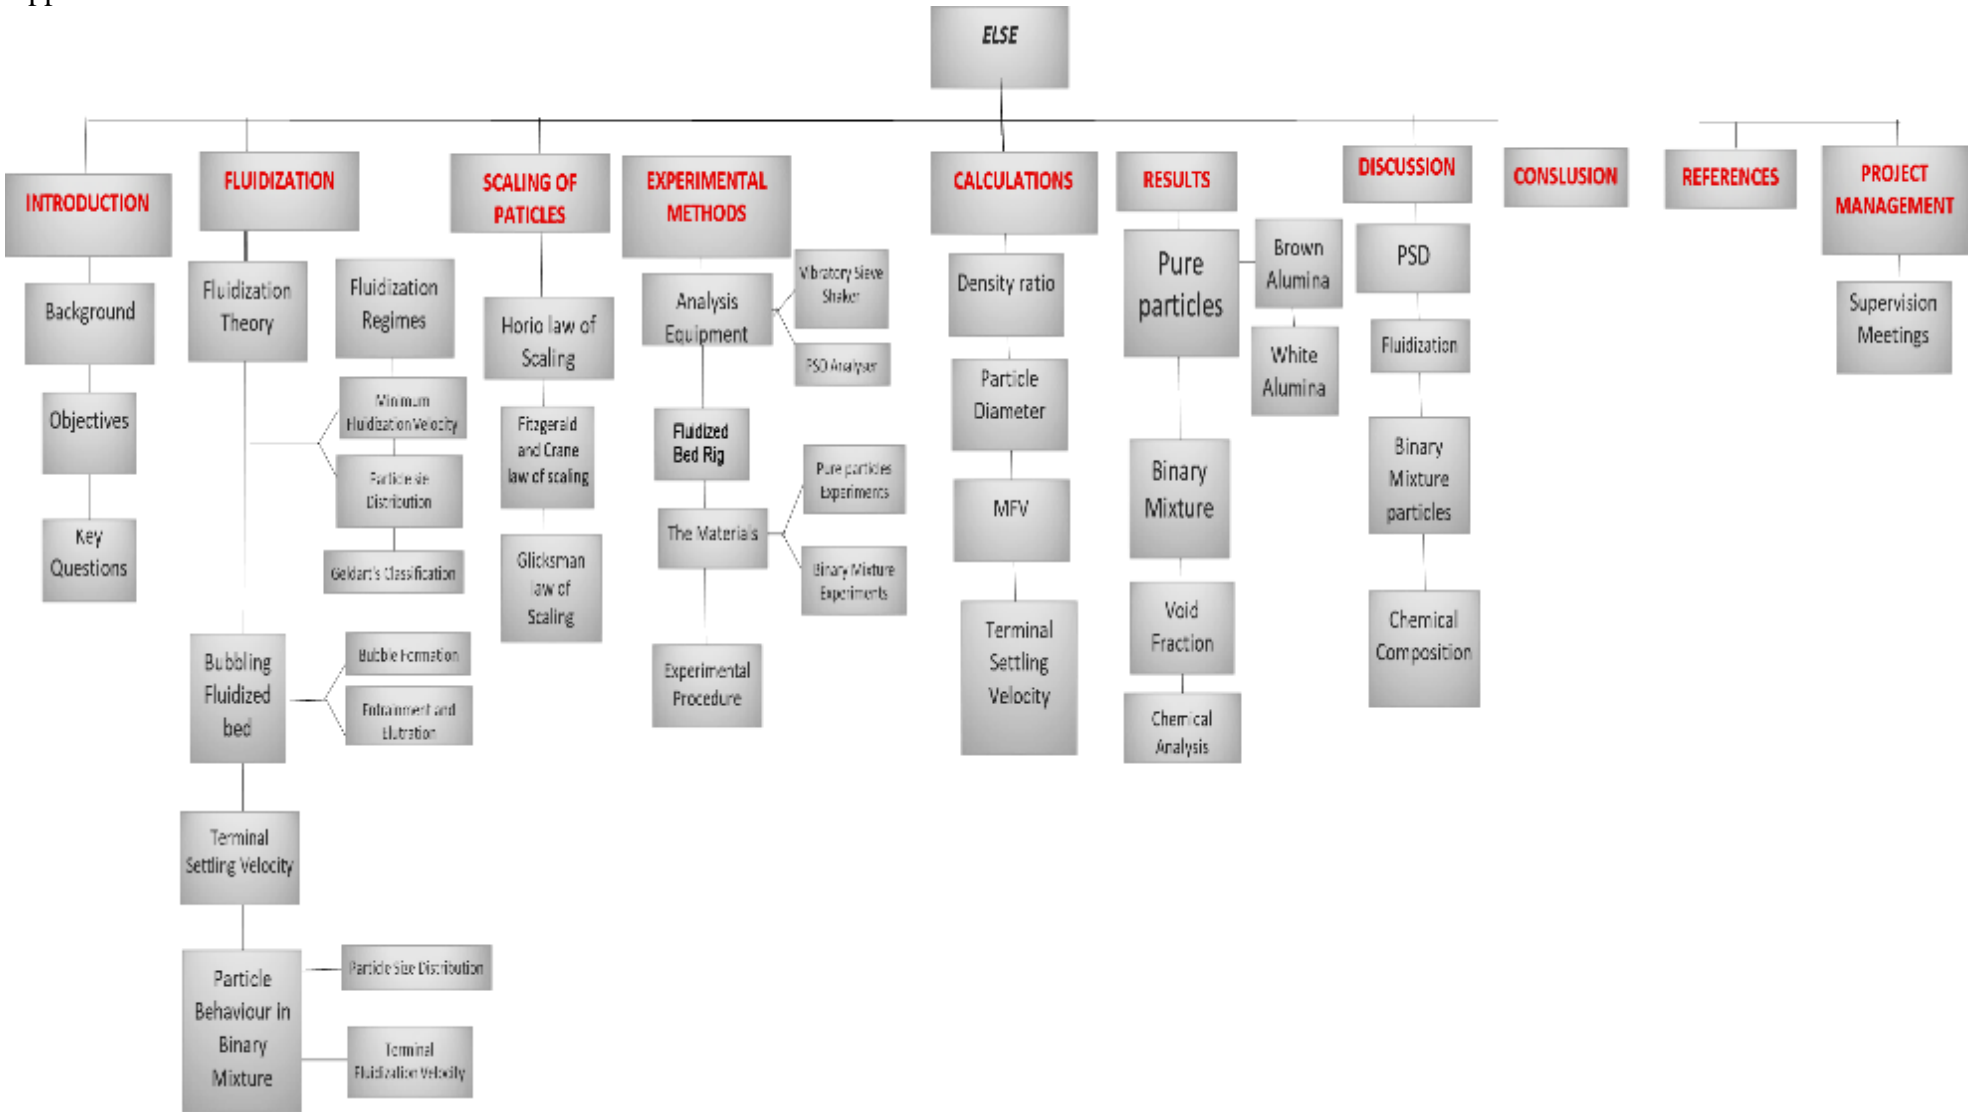 ELSE
INTRODUCTION
Background
Objectives
Key
Questions
FLUIDIZATION
Fluidization
Theory
Fluidization
Regimes
Minimum
Fluidization Velocity
Particle sie
Distribution
Geldart's Classification
Bubbling
Fluidized
bed
Bubble Formation
Entrainment and
Elutration
Terminal
Settling Velocity
Particle
Behaviour in
Binary
Mixture
Particle Size Distribution
Terminal
Fluidization Velocity
SCALING OF
PATICLES
Horio law of
Scaling
Fitzgerald
and Crane
law of scaling
Glicksman
law of
Scaling
EXPERIMENTAL
METHODS
Analysis
Equipment
Vibratory Sieve
Shaker
PSD Analyser
Fluidized
Bed Rig
The Materials
Pure particles
Experiments
Binary Mixture
Experiments
Experimental
Procedure
CALCULATIONS
Density ratio
Particle
Diameter
MFV
Terminal
Settling
Velocity
RESULTS
Pure
particles
Brown
Alumina
White
Alumina
Binary
Mixture
Void
Fraction
Chemical
Analysis
DISCUSSION
PSD
Fluidization
Binary
Mixture
particles
Chemical
Composition
CONSLUSION
REFERENCES
PROJECT
MANAGEMENT
Supervision
Meetings